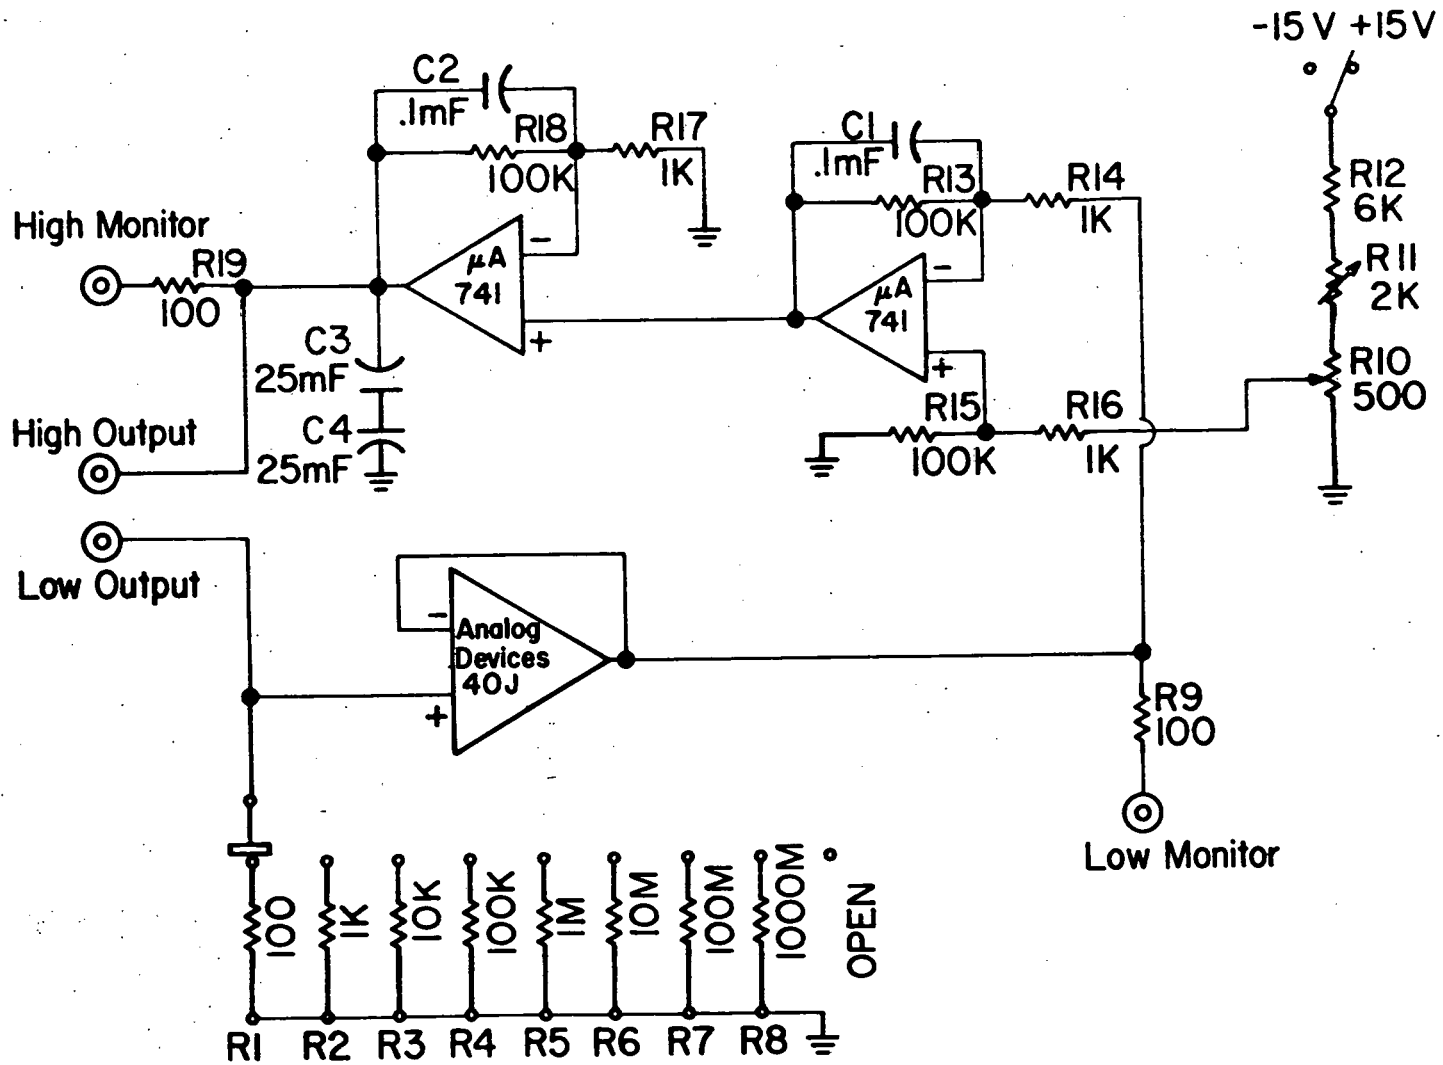 -15V +15V
C2
.1mF
R18
100K
R17
1K
C1
.1mF
R13
100K
R14
1K
R12
6K
High Monitor
R19
100
μA
741
-
+
μA
741
-
+
R11
2K
C3
25mF
R10
500
High Output
C4
25mF
R15
100K
R16
1K
Low Output
-
Analog
Devices
40J
+
R9
100
Low Monitor
100
1K
10K
100K
1M
10M
100M
1000M
OPEN
R1 R2 R3 R4 R5 R6 R7 R8